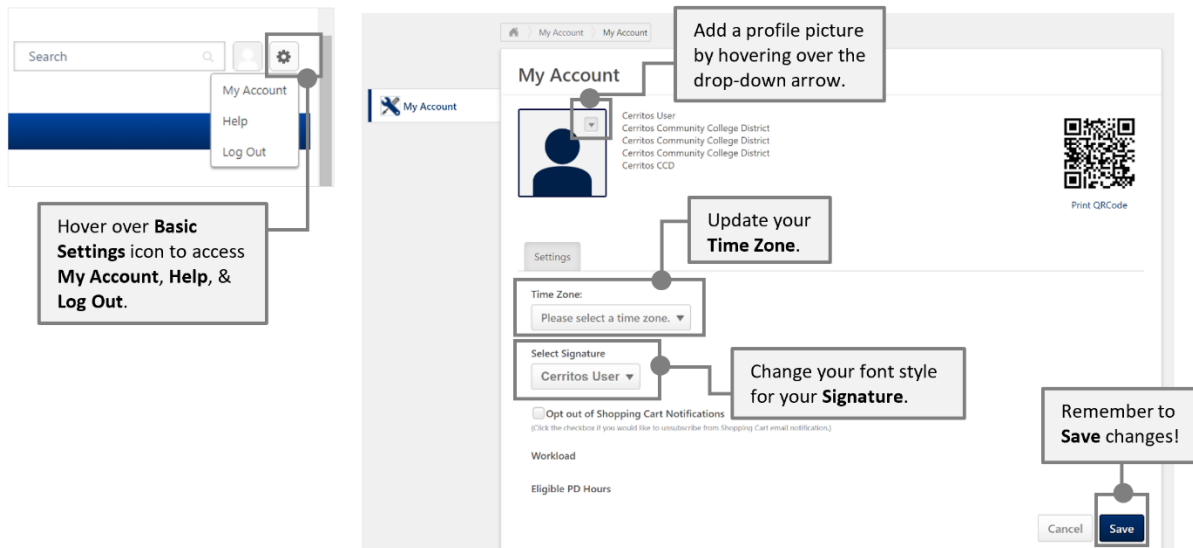 Search
My Account
Help
Log Out
Hover over Basic
Settings icon to access
My Account, Help, &
Log Out.
My Account
My Account
My Account
My Account
Add a profile picture
by hovering over the
drop-down arrow.
Cerritos User
Cerritos Community College District
Cerritos Community College District
Cerritos Community College District
Cerritos CCD
Print QRCode
Update your
Time Zone.
Settings
Time Zone:
Please select a time zone.
Select Signature
Cerritos User
Change your font style
for your Signature.
Opt out of Shopping Cart Notifications
(Click the checkbox if you would like to unsubscribe from Shopping Cart email notification.)
Workload
Eligible PD Hours
Remember to
Save changes!
Cancel
Save